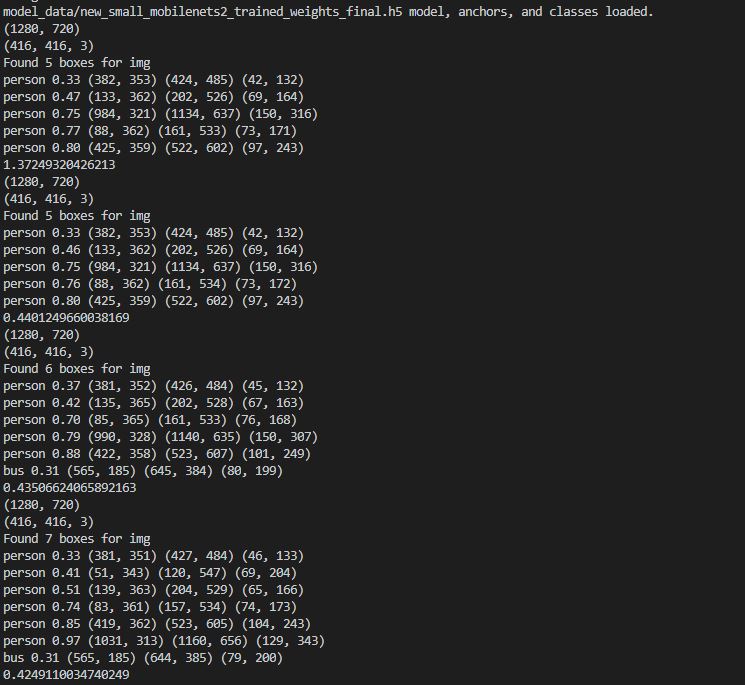 model_data/new_small_mobilenets2_trained_weights_final.h5 model, anchors, and classes loaded.
(1280, 720)
(416, 416, 3)
Found 5 boxes for img
person 0.33 (382, 353) (424, 485) (42, 132)
person 0.47 (133, 362) (202, 526) (69, 164)
person 0.75 (984, 321) (1134, 637) (150, 316)
person 0.77 (88, 362) (161, 533) (73, 171)
person 0.80 (425, 359) (522, 602) (97, 243)
1.37249320426213
(1280, 720)
(416, 416, 3)
Found 5 boxes for img
person 0.33 (382, 353) (424, 485) (42, 132)
person 0.46 (133, 362) (202, 526) (69, 164)
person 0.75 (984, 321) (1134, 637) (150, 316)
person 0.76 (88, 362) (161, 534) (73, 172)
person 0.80 (425, 359) (522, 602) (97, 243)
0.4401249660038169
(1280, 720)
(416, 416, 3)
Found 6 boxes for img
person 0.37 (381, 352) (426, 484) (45, 132)
person 0.42 (135, 365) (202, 528) (67, 163)
person 0.70 (85, 365) (161, 533) (76, 168)
person 0.79 (990, 328) (1140, 635) (150, 307)
person 0.88 (422, 358) (523, 607) (101, 249)
bus 0.31 (565, 185) (645, 384) (80, 199)
0.43506624065892163
(1280, 720)
(416, 416, 3)
Found 7 boxes for img
person 0.33 (381, 351) (427, 484) (46, 133)
person 0.41 (51, 343) (120, 547) (69, 204)
person 0.51 (139, 363) (204, 529) (65, 166)
person 0.74 (83, 361) (157, 534) (74, 173)
person 0.85 (419, 362) (523, 605) (104, 243)
person 0.97 (1031, 313) (1160, 656) (129, 343)
bus 0.31 (565, 185) (644, 385) (79, 200)
0.4249110034740249